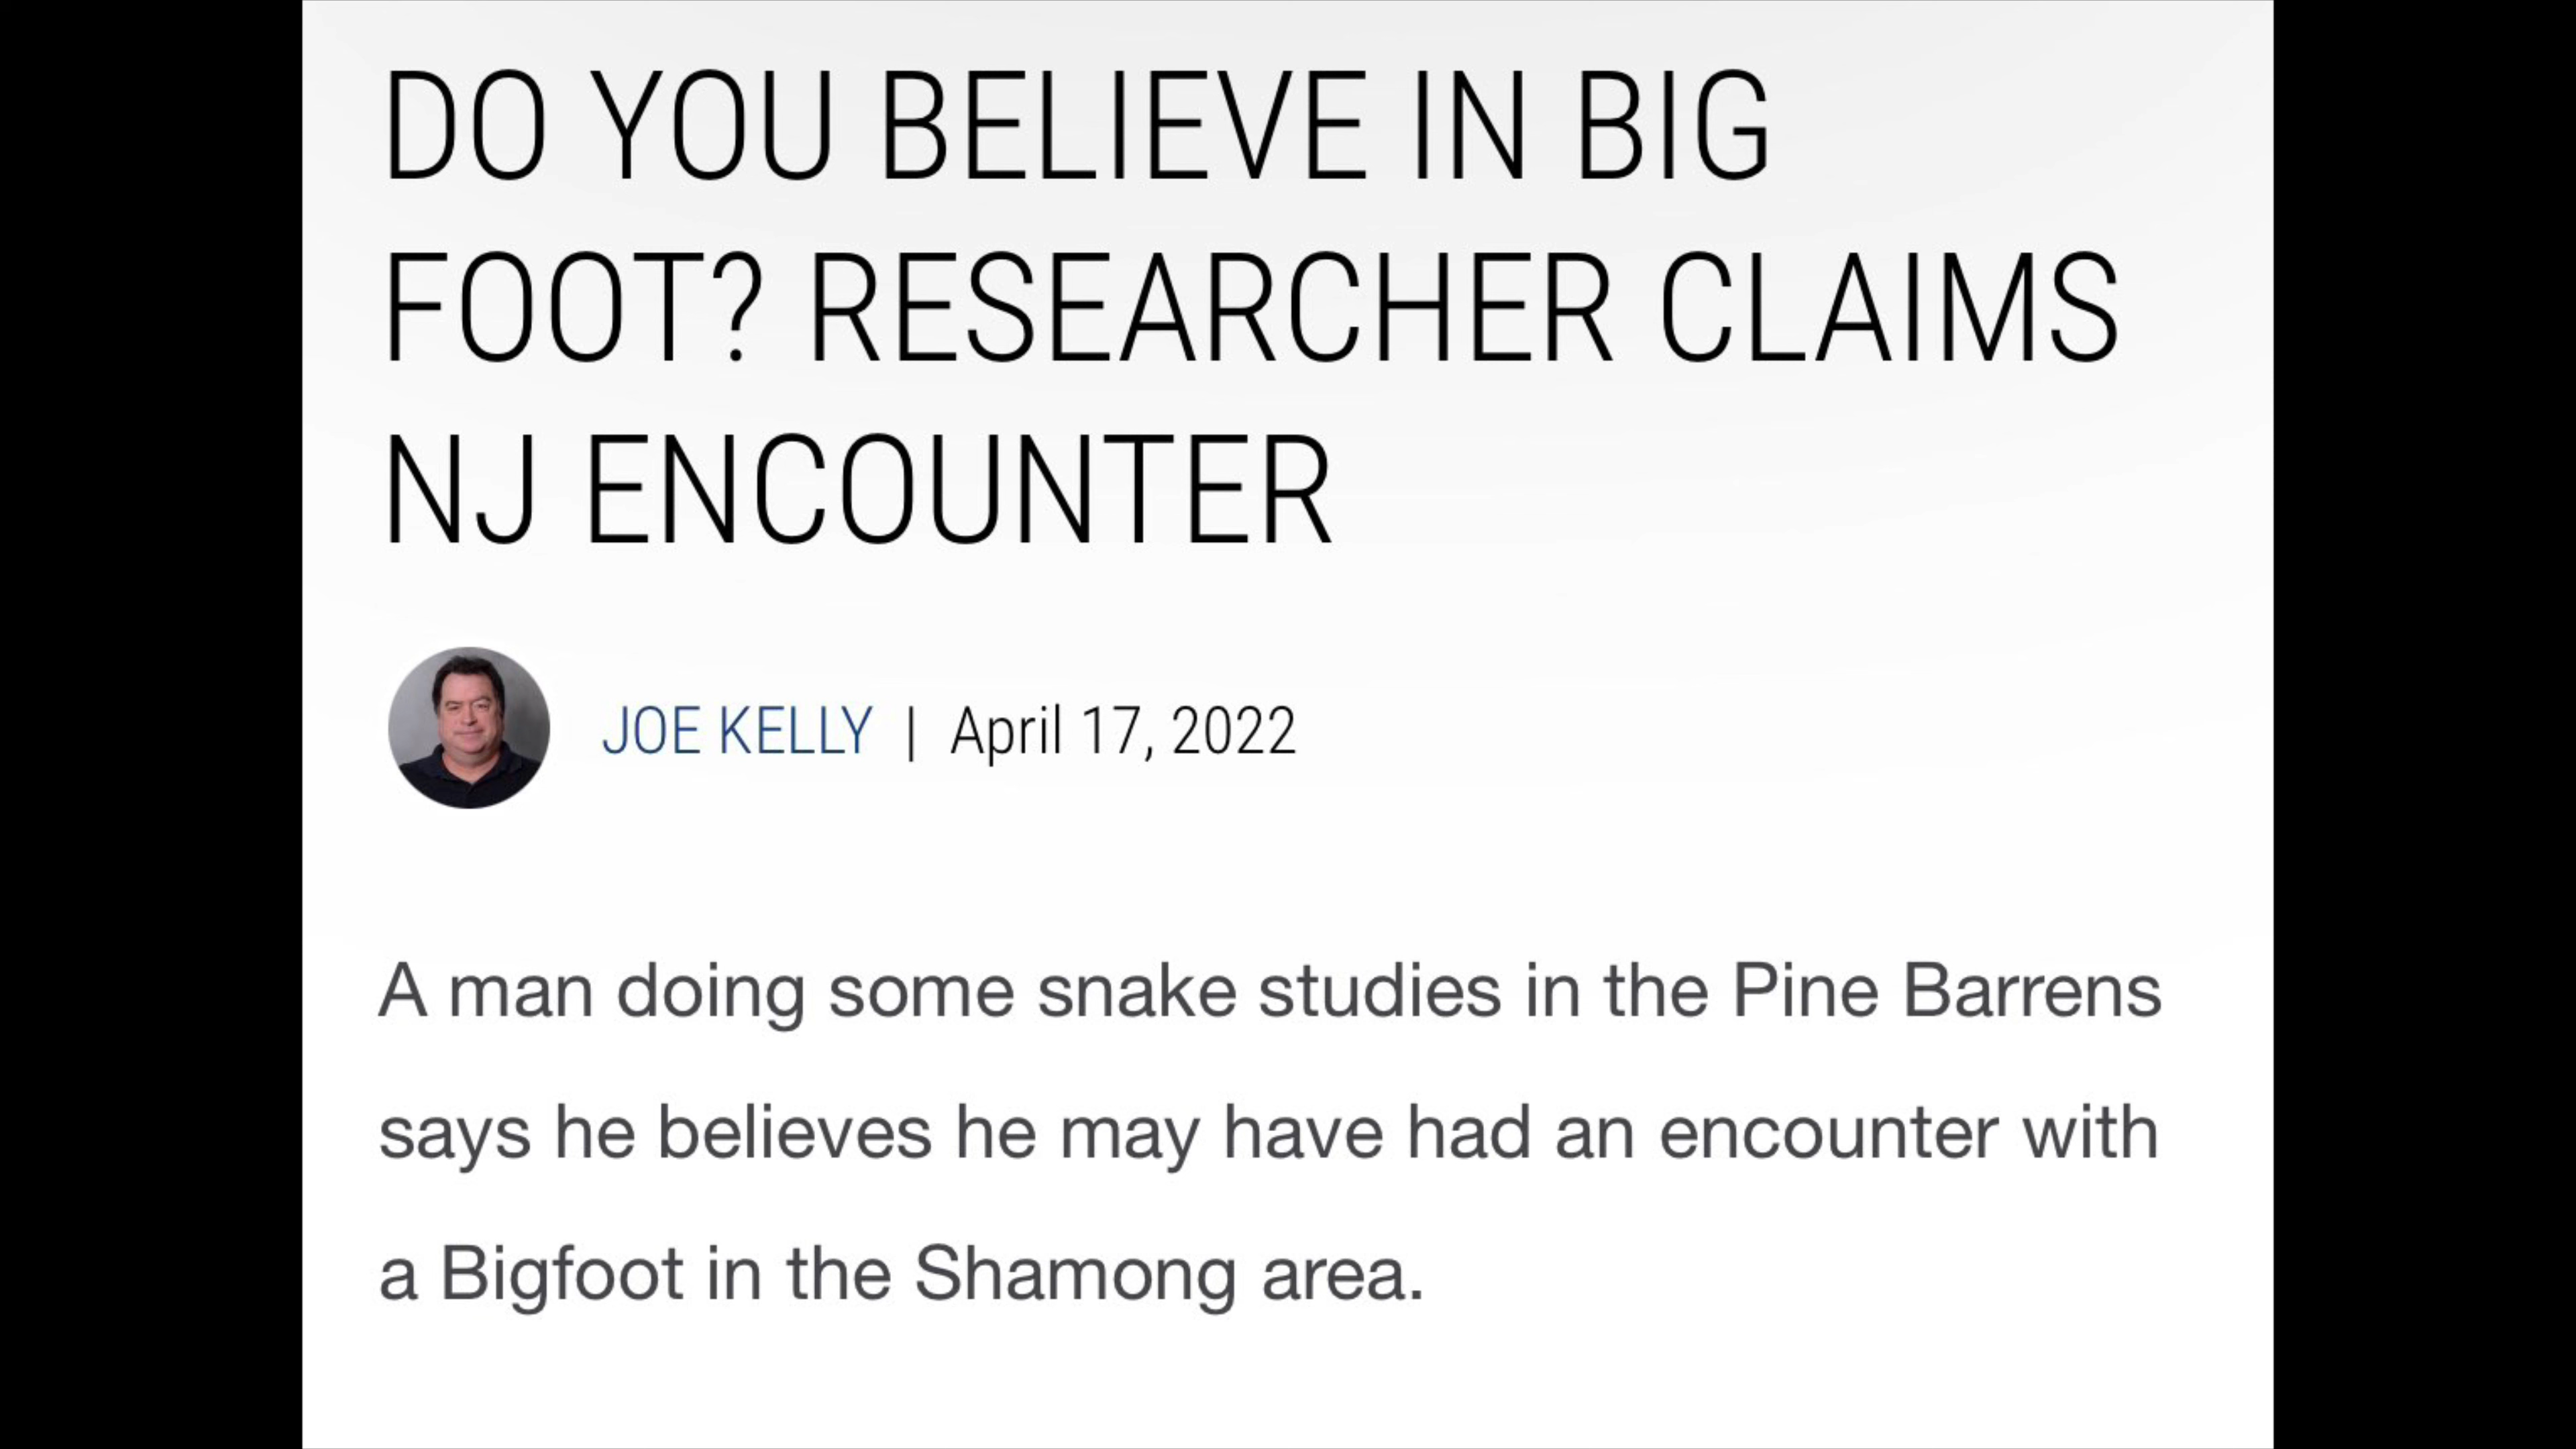 DO YOU BELIEVE IN BIG
FOOT? RESEARCHER CLAIMS
NJ ENCOUNTER
JOE KELLY | April 17, 2022
A man doing some snake studies in the Pine Barrens
says he believes he may have had an encounter with
a Bigfoot in the Shamong area.